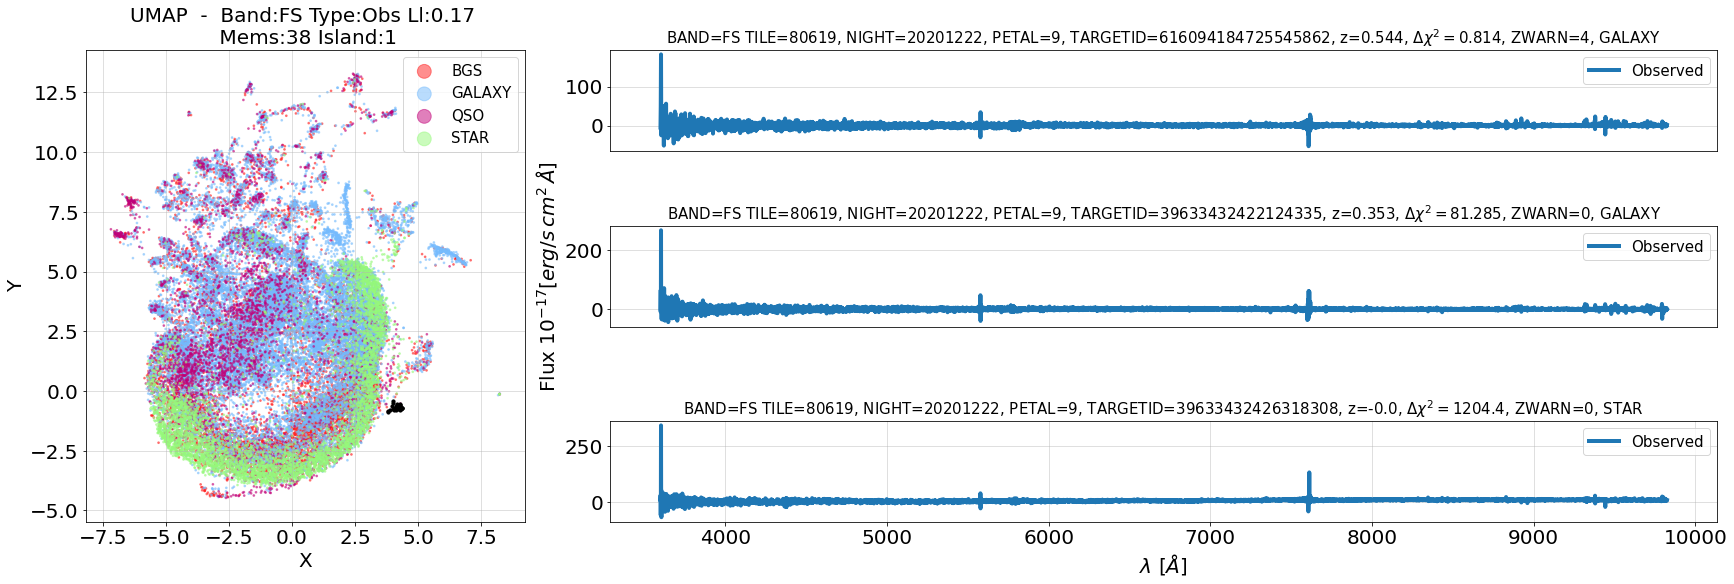 UMAP - Band:FS Type:Obs Ll:0.17
Mems:38 Island:1
BGS
GALAXY
QSO
STAR
12.5
10.0
7.5
5.0
2.5
0.0
−2.5
−5.0
Y
−7.5 −5.0 −2.5 0.0 2.5 5.0 7.5
X
BAND=FS TILE=80619, NIGHT=20201222, PETAL=9, TARGETID=616094184725545862, z=0.544, Δχ² = 0.814, ZWARN=4, GALAXY
Observed
100
0
BAND=FS TILE=80619, NIGHT=20201222, PETAL=9, TARGETID=39633432422124335, z=0.353, Δχ² = 81.285, ZWARN=0, GALAXY
Observed
200
0
Flux 10⁻¹⁷[erg/s cm² Å]
BAND=FS TILE=80619, NIGHT=20201222, PETAL=9, TARGETID=39633432426318308, z=-0.0, Δχ² = 1204.4, ZWARN=0, STAR
Observed
250
0
4000 5000 6000 7000 8000 9000 10000
λ [Å]